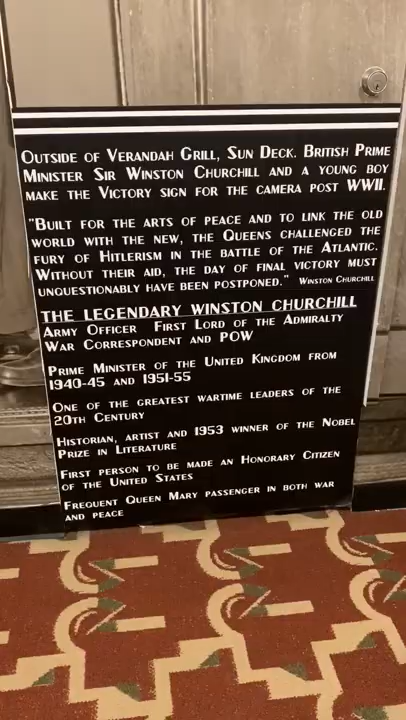 Outside of Verandah Grill, Sun Deck. British Prime
Minister Sir Winston Churchill and a young boy
make the Victory sign for the camera post WWII.
"Built for the arts of peace and to link the old
world with the new, the Queens challenged the
fury of Hitlerism in the battle of the Atlantic.
Without their aid, the day of final victory must
unquestionably have been postponed." Winston Churchill
THE LEGENDARY WINSTON CHURCHILL
Army Officer First Lord of the Admiralty
War Correspondent and POW
Prime Minister of the United Kingdom from
1940-45 and 1951-55
One of the greatest wartime leaders of the
20th Century
Historian, artist and 1953 winner of the Nobel
Prize in Literature
First person to be made an Honorary Citizen
of the United States
Frequent Queen Mary passenger in both war
and peace